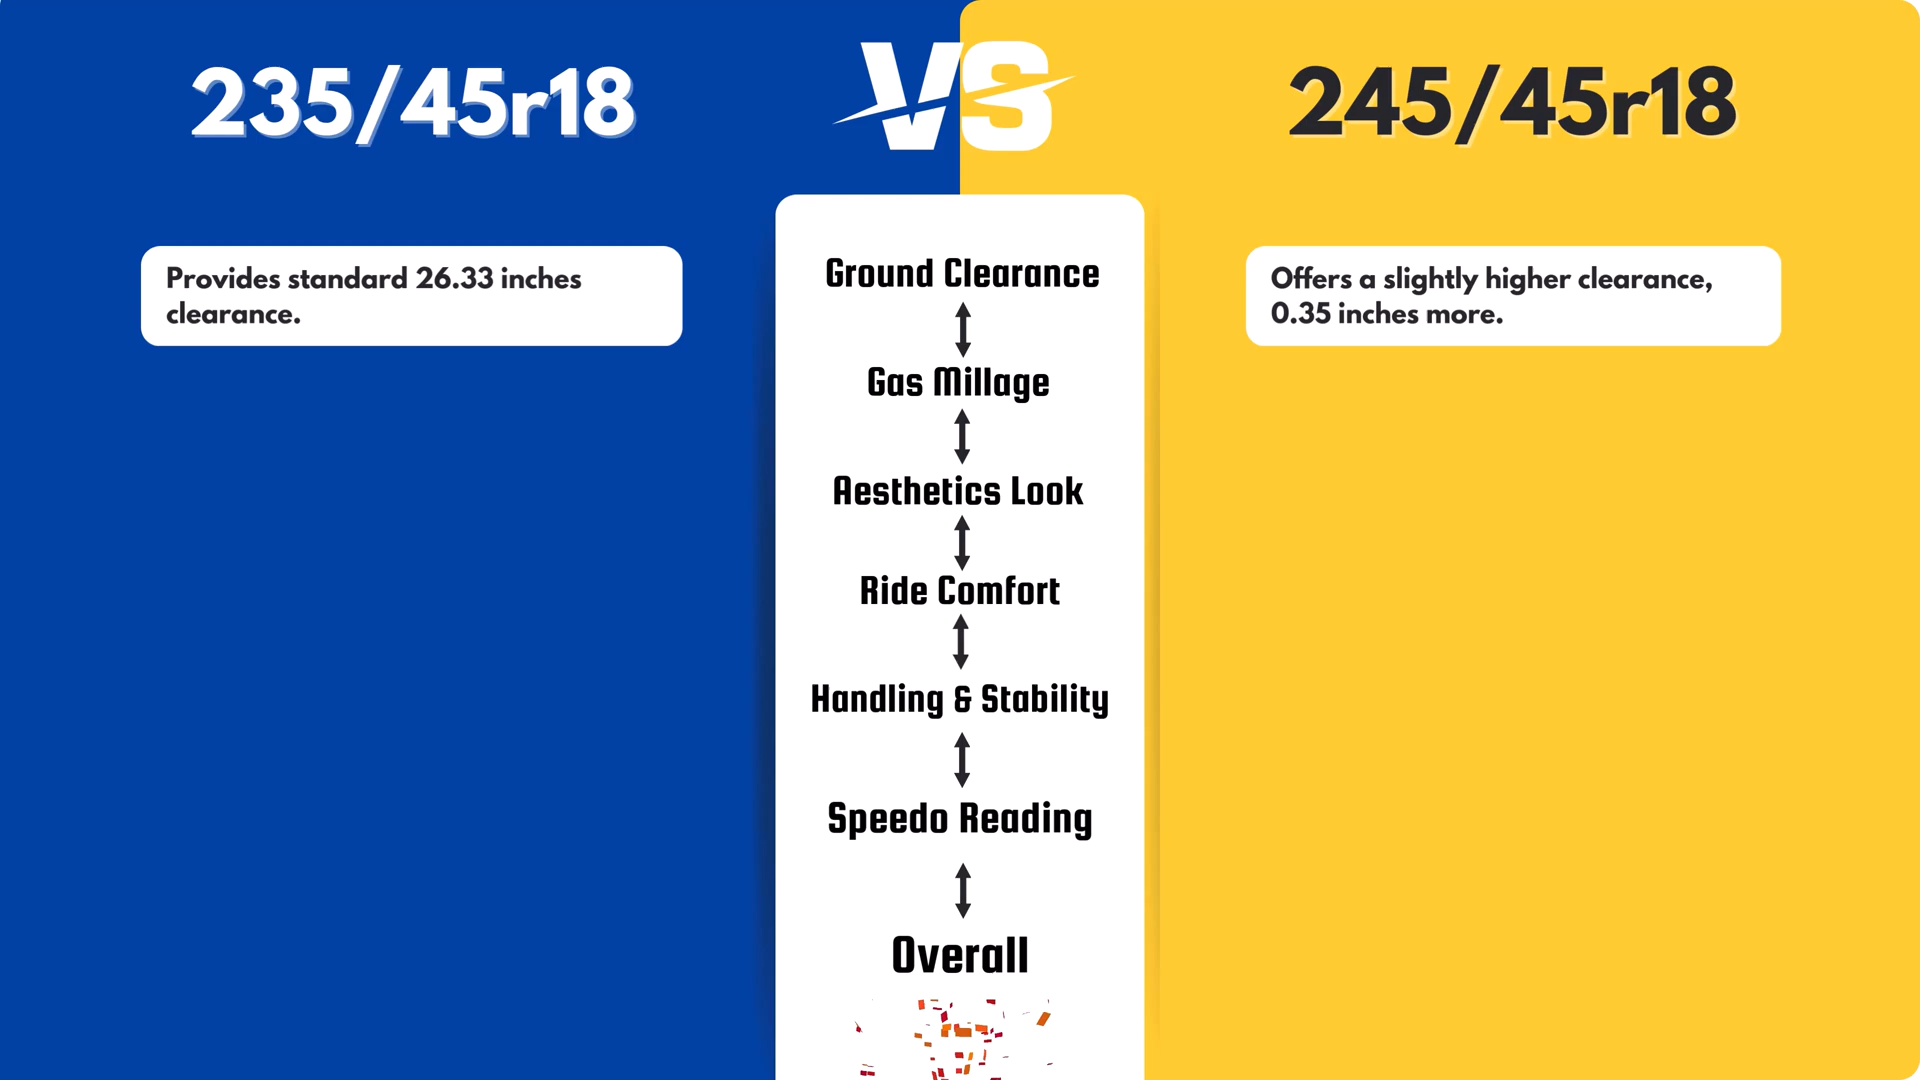 235/45r18
VS
245/45r18
Provides standard 26.33 inches
clearance.
Ground Clearance
Gas Millage
Aesthetics Look
Ride Comfort
Handling & Stability
Speedo Reading
Overall
Offers a slightly higher clearance,
0.35 inches more.